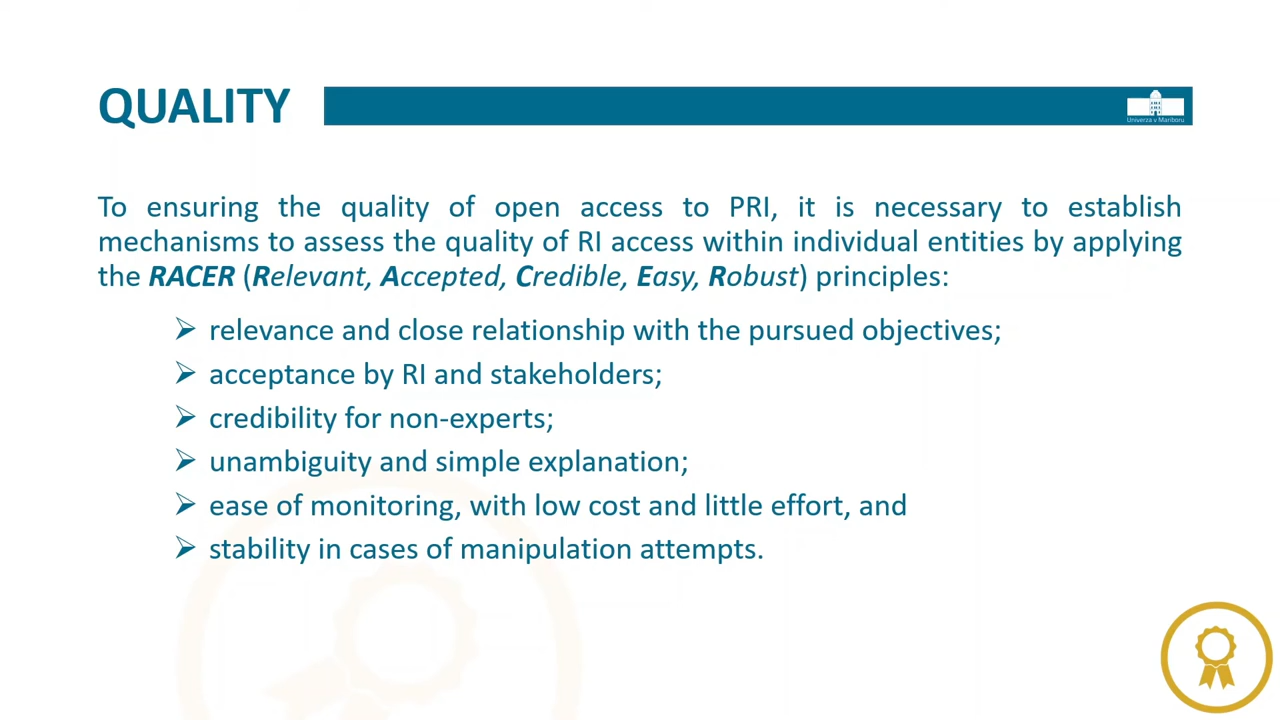 QUALITY
Univerza v Mariboru
To ensuring the quality of open access to PRI, it is necessary to establish
mechanisms to assess the quality of RI access within individual entities by applying
the RACER (Relevant, Accepted, Credible, Easy, Robust) principles:
relevance and close relationship with the pursued objectives;
acceptance by RI and stakeholders;
credibility for non-experts;
unambiguity and simple explanation;
ease of monitoring, with low cost and little effort, and
stability in cases of manipulation attempts.